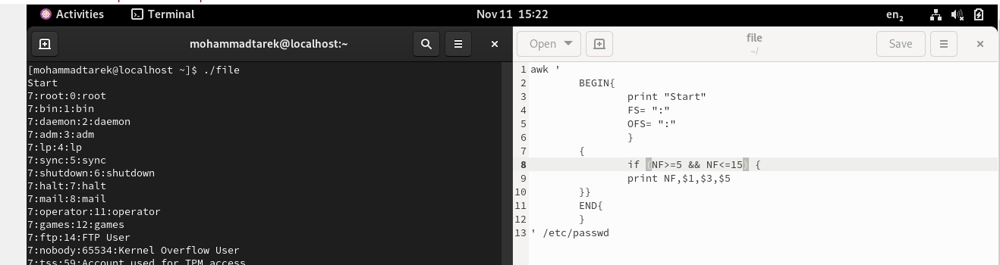 Activities Terminal Nov 11 15:22 en2
mohammadtarek@localhost:~
[mohammadtarek@localhost ~]$ ./file
Start
7:root:0:root
7:bin:1:bin
7:daemon:2:daemon
7:adm:3:adm
7:lp:4:lp
7:sync:5:sync
7:shutdown:6:shutdown
7:halt:7:halt
7:mail:8:mail
7:operator:11:operator
7:games:12:games
7:ftp:14:FTP User
7:nobody:65534:Kernel Overflow User
7:tss:59:Account used for TPM access
Open file Save
~/
1 awk '
2 BEGIN{
3 print "Start"
4 FS= ":"
5 OFS= ":"
6 }
7 {
8 if (NF>=5 && NF<=15) {
9 print NF,$1,$3,$5
10 }}
11 END{
12 }
13 ' /etc/passwd